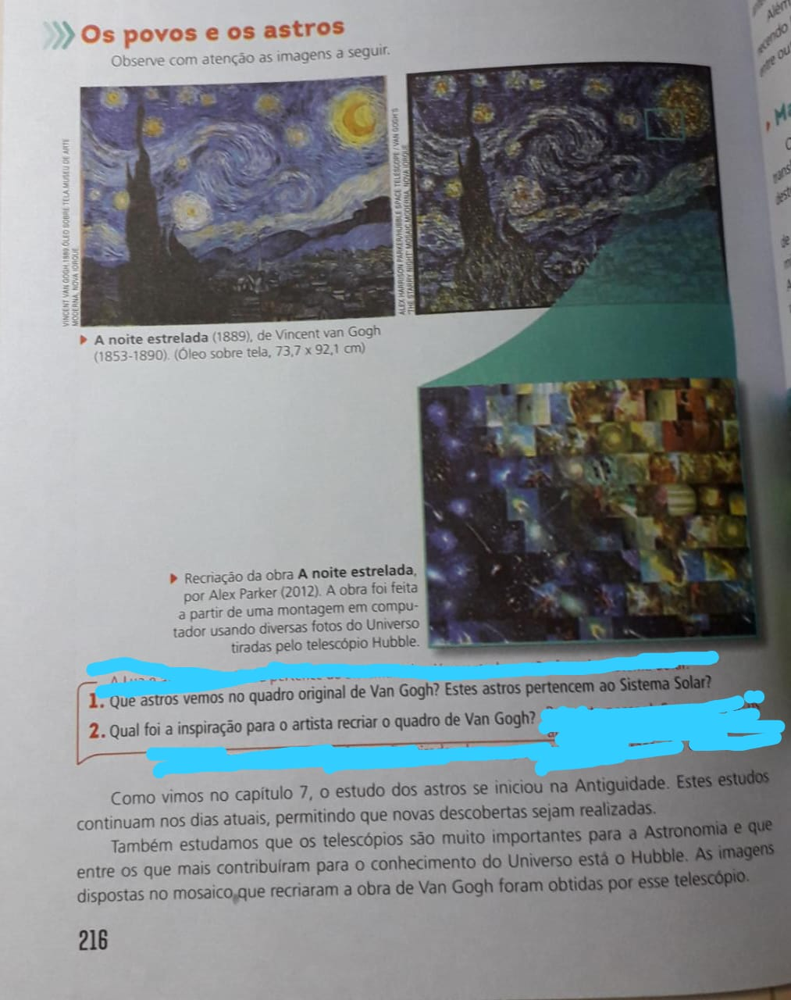 Os povos e os astros
Observe com atenção as imagens a seguir.
VINCENT VAN GOGH.1889.ÓLEO SOBRE TELA.MUSEU DE ARTE
MODERNA, NOVA IORQUE
ALEX HARRISON PARKER/HUBBLE SPACE TELESCOPE / VAN GOGH'S
"THE STARRY NIGHT" MOSAIC.MODERNA, NOVA IORQUE
A noite estrelada (1889), de Vincent van Gogh
(1853-1890). (Óleo sobre tela, 73,7 x 92,1 cm)
Recriação da obra A noite estrelada,
por Alex Parker (2012). A obra foi feita
a partir de uma montagem em compu-
tador usando diversas fotos do Universo
tiradas pelo telescópio Hubble.
1. Que astros vemos no quadro original de Van Gogh? Estes astros pertencem ao Sistema Solar?
2. Qual foi a inspiração para o artista recriar o quadro de Van Gogh?
Como vimos no capítulo 7, o estudo dos astros se iniciou na Antiguidade. Estes estudos
continuam nos dias atuais, permitindo que novas descobertas sejam realizadas.
Também estudamos que os telescópios são muito importantes para a Astronomia e que
entre os que mais contribuíram para o conhecimento do Universo está o Hubble. As imagens
dispostas no mosaico que recriaram a obra de Van Gogh foram obtidas por esse telescópio.
216
Além
recendo
entre ou
Ma